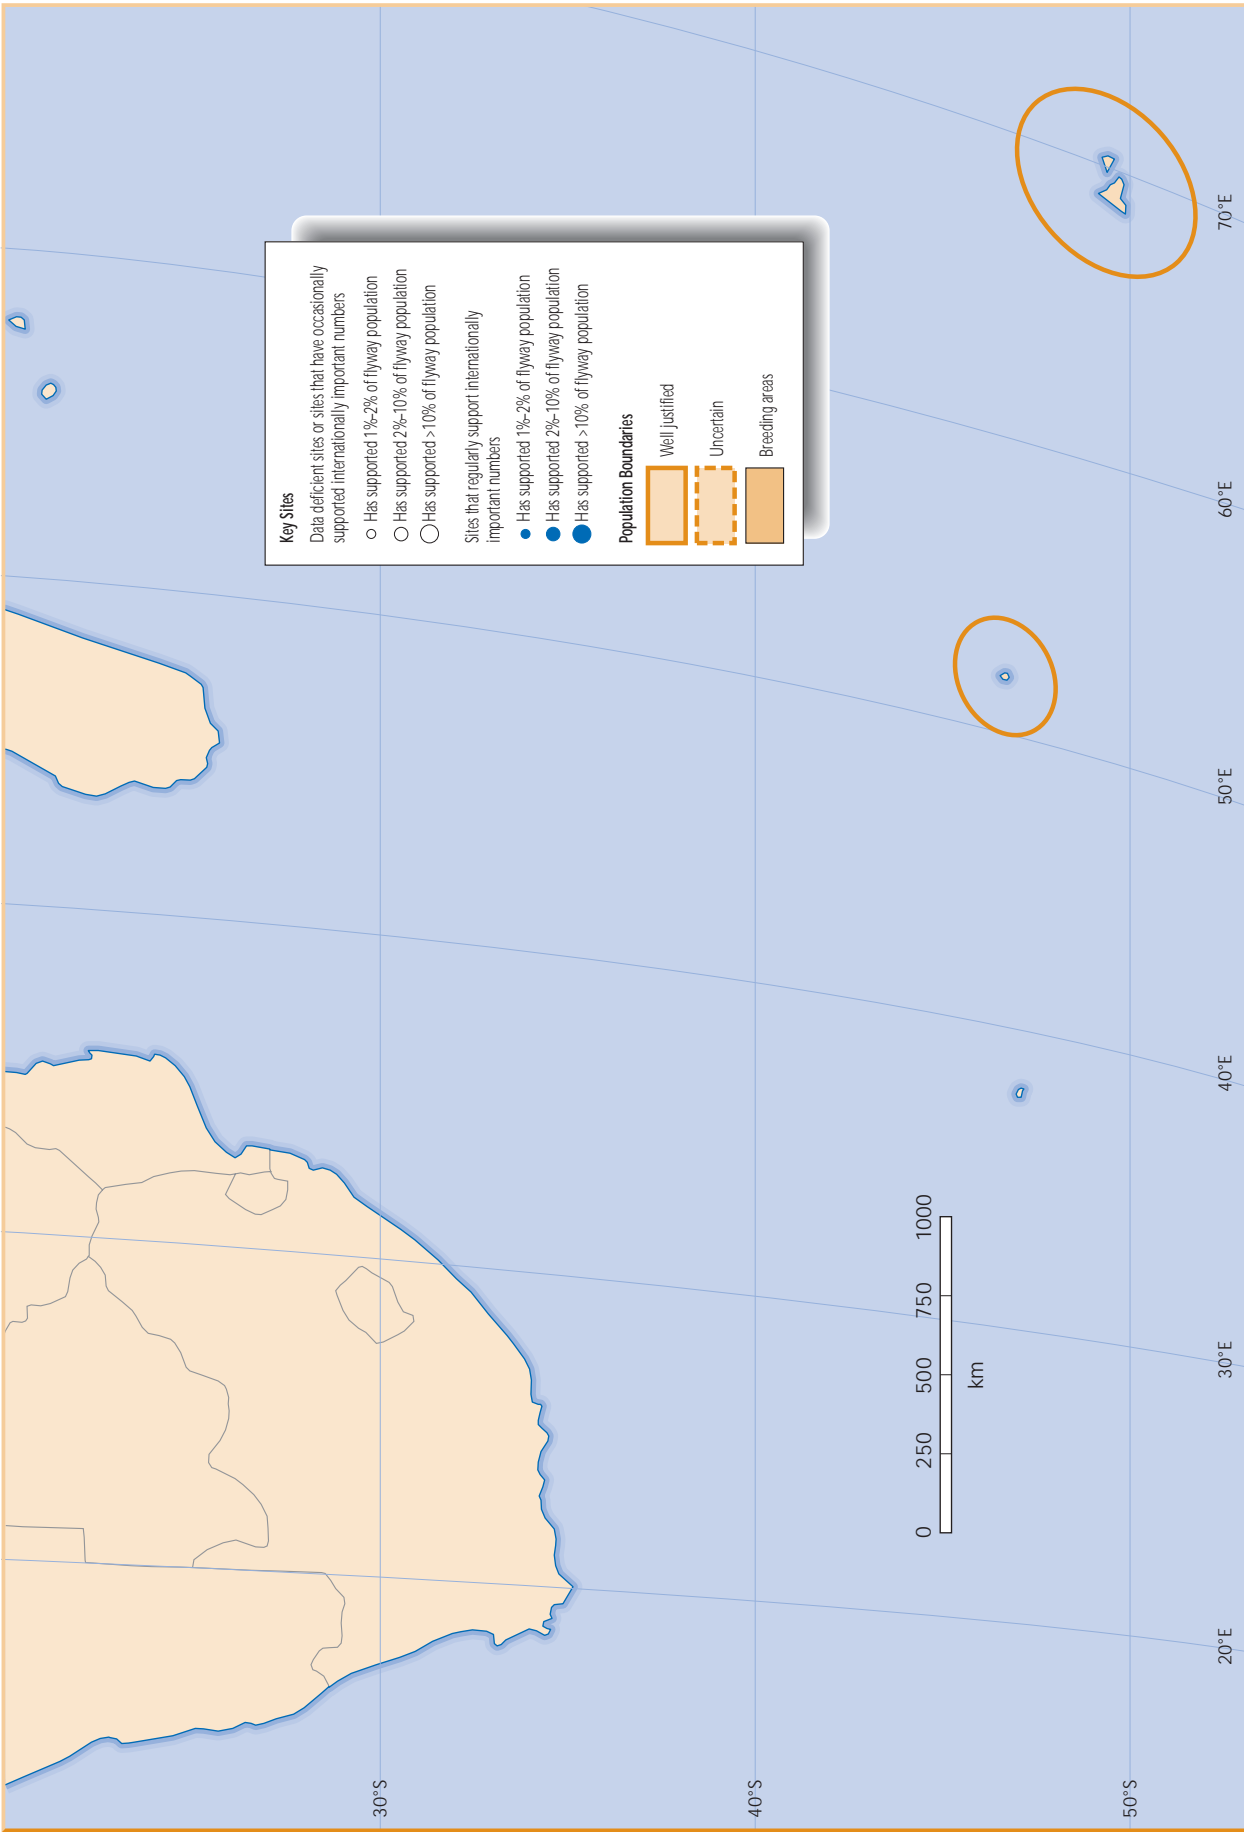 Key Sites
Data deficient sites or sites that have occasionally
supported internationally important numbers
Has supported 1%–2% of flyway population
Has supported 2%–10% of flyway population
Has supported >10% of flyway population
Sites that regularly support internationally
important numbers
Has supported 1%–2% of flyway population
Has supported 2%–10% of flyway population
Has supported >10% of flyway population
Population Boundaries
Well justified
Uncertain
Breeding areas
30°S
40°S
50°S
0 250 500 750 1000
km
20°E 30°E 40°E 50°E 60°E 70°E